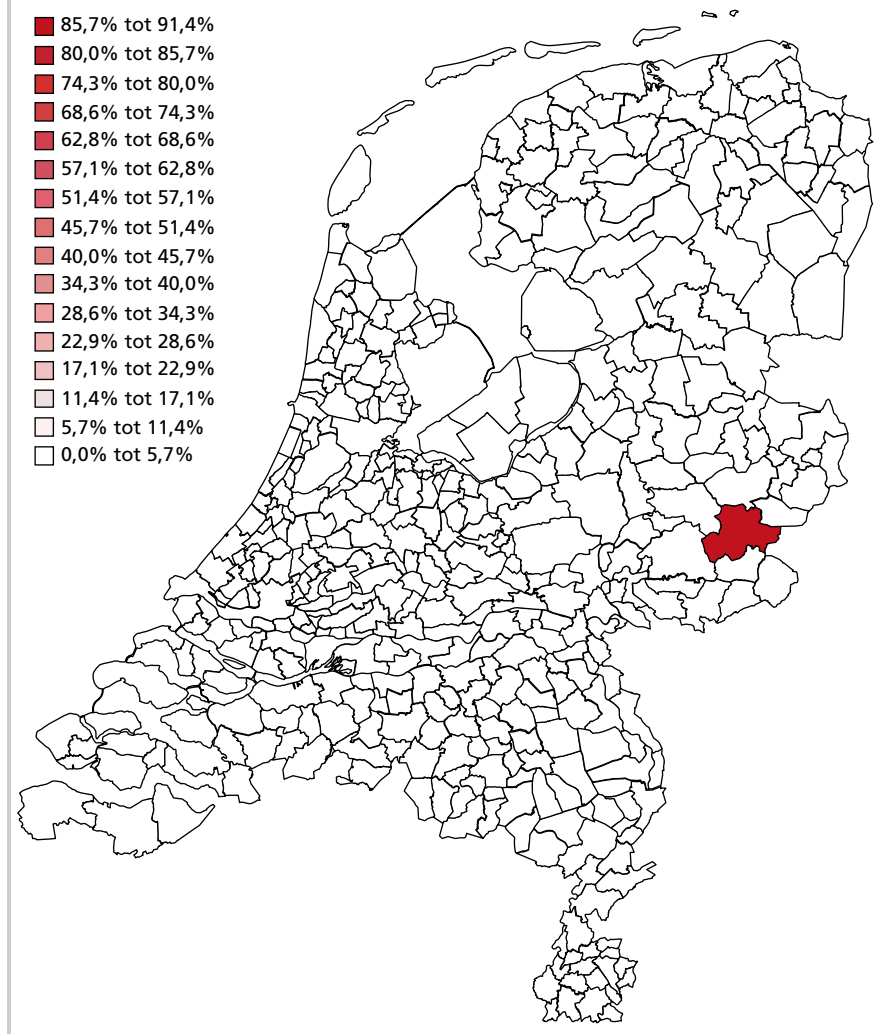 85,7% tot 91,4%
80,0% tot 85,7%
74,3% tot 80,0%
68,6% tot 74,3%
62,8% tot 68,6%
57,1% tot 62,8%
51,4% tot 57,1%
45,7% tot 51,4%
40,0% tot 45,7%
34,3% tot 40,0%
28,6% tot 34,3%
22,9% tot 28,6%
17,1% tot 22,9%
11,4% tot 17,1%
5,7% tot 11,4%
0,0% tot 5,7%